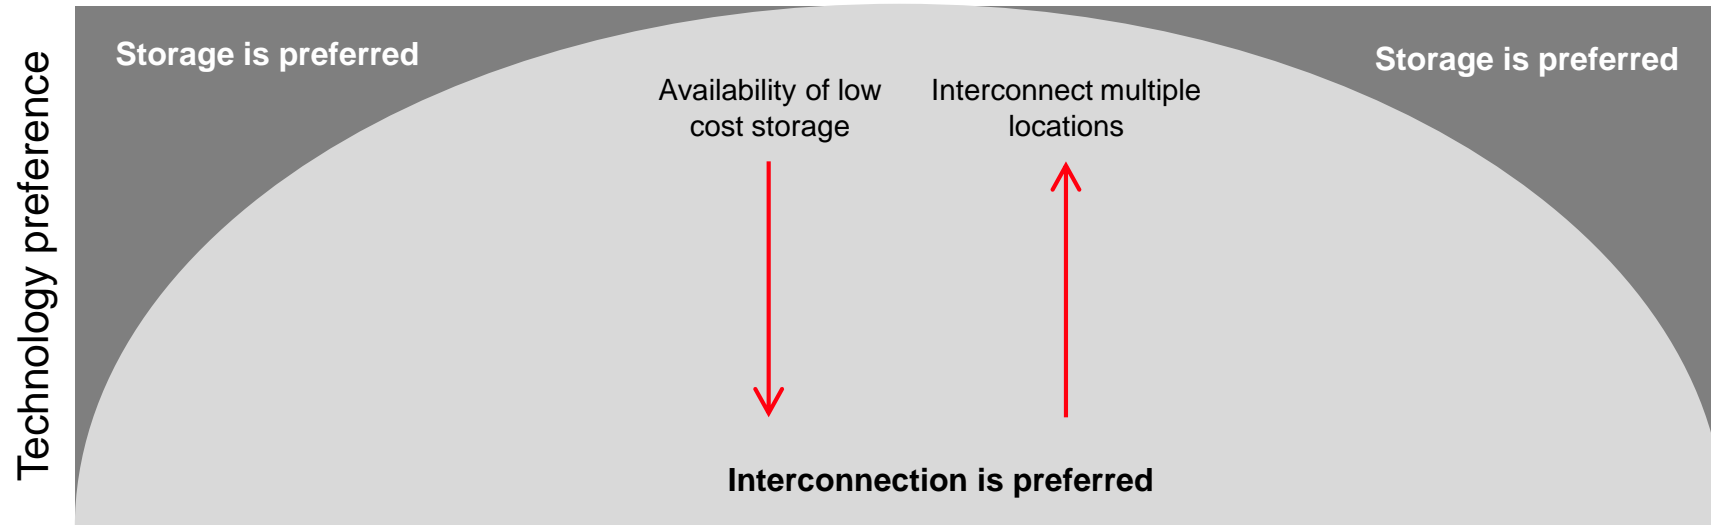 Technology preference
Storage is preferred
Storage is preferred
Availability of low
cost storage
Interconnect multiple
locations
Interconnection is preferred